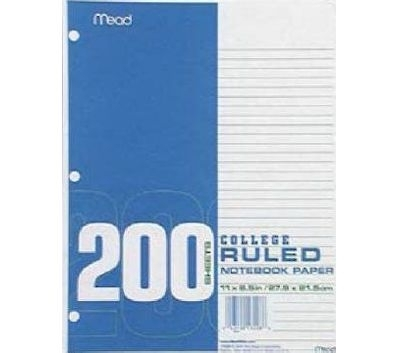 Mead
200
SHEETS
COLLEGE
RULED
NOTEBOOK PAPER
11 x 8.5in/27.9 x 21.5cm
Mead